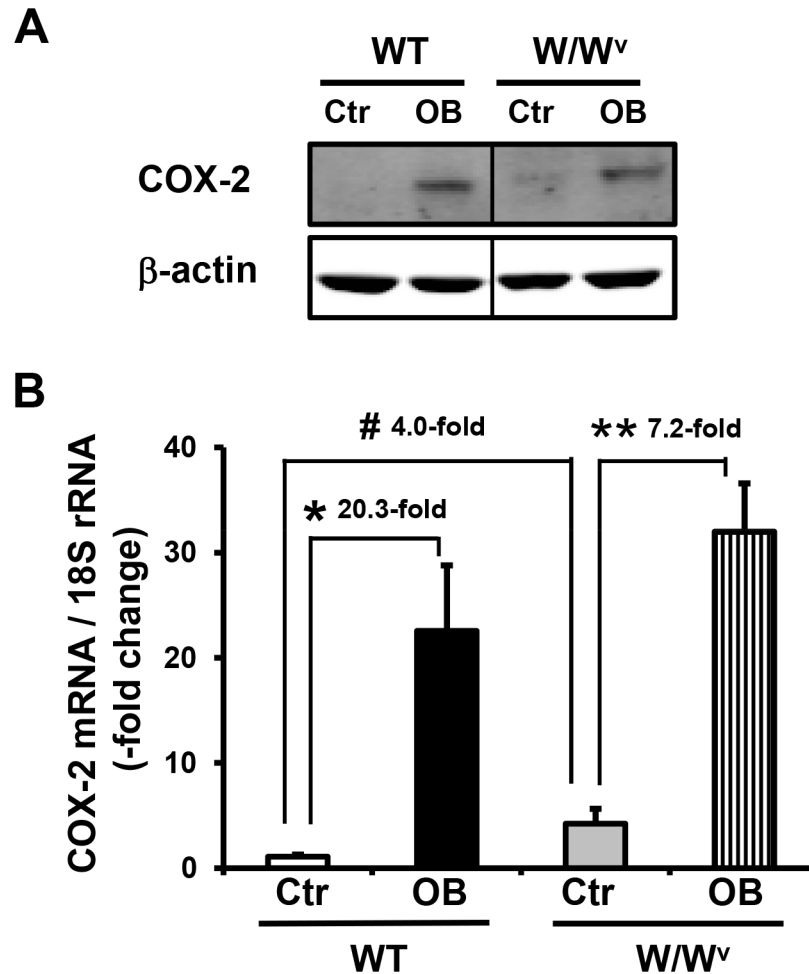 A
WT W/Wᵛ
Ctr OB Ctr OB
COX-2
β-actin
B
COX-2 mRNA / 18S rRNA
(-fold change)
# 4.0-fold
** 7.2-fold
* 20.3-fold
40
30
20
10
0
Ctr OB Ctr OB
WT W/Wᵛ